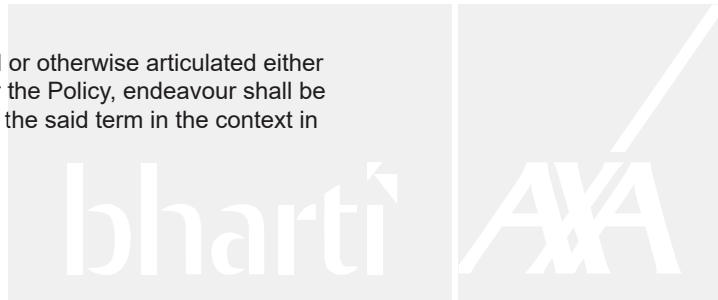 or otherwise articulated either
the Policy, endeavour shall be
the said term in the context in
bharti AXA